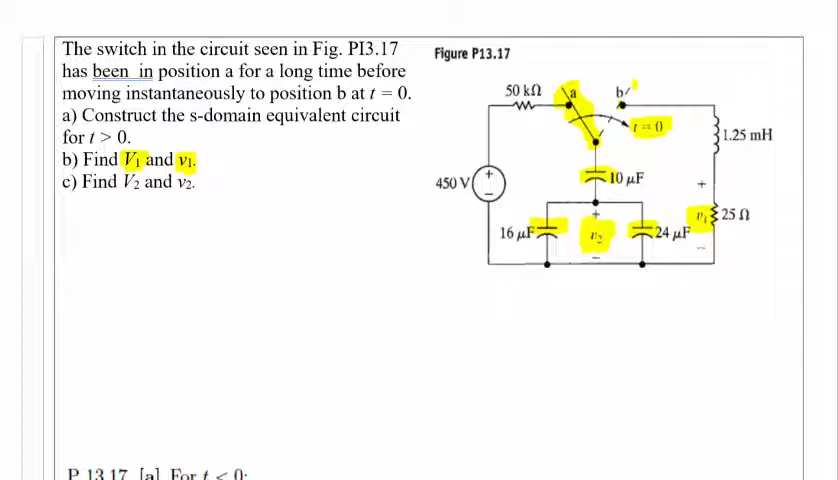 The switch in the circuit seen in Fig. PI3.17
has been in position a for a long time before
moving instantaneously to position b at t = 0.
a) Construct the s-domain equivalent circuit
for t > 0.
b) Find V1 and v1.
c) Find V2 and v2.
Figure P13.17
50 kΩ
a
b
t = 0
1.25 mH
450 V
+
−
10 μF
+
v1
25 Ω
−
16 μF
+
v2
−
24 μF
P 13.17 [a] For t < 0: